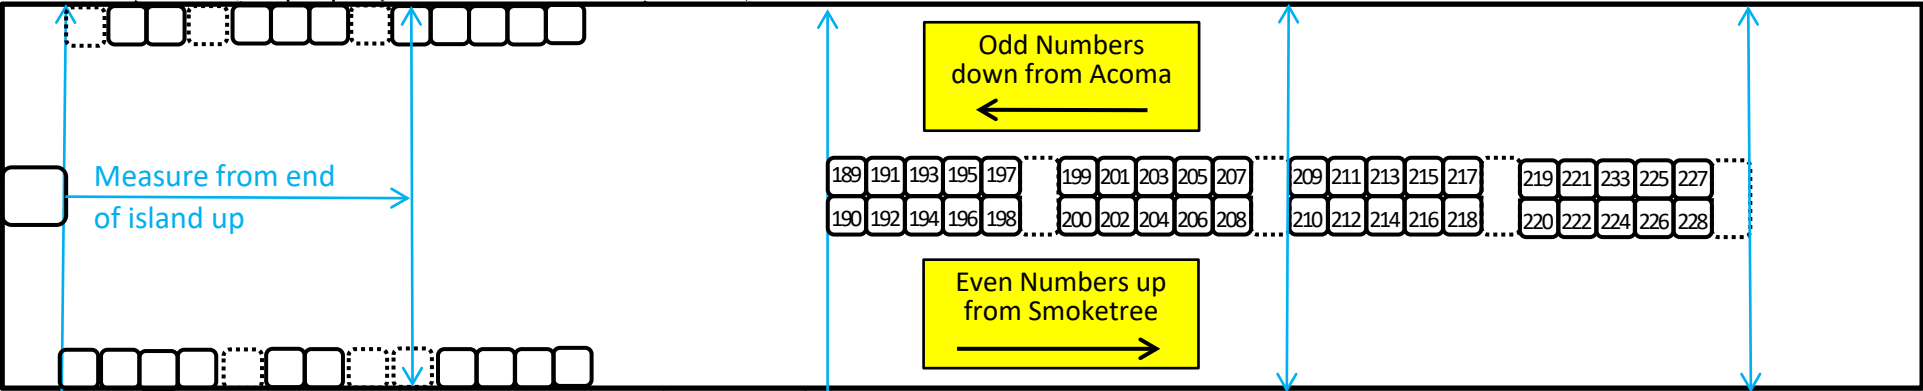 Odd Numbers
down from Acoma
Measure from end
of island up
189 191 193 195 197 199 201 203 205 207 209 211 213 215 217 219 221 233 225 227
190 192 194 196 198 200 202 204 206 208 210 212 214 216 218 220 222 224 226 228
Even Numbers up
from Smoketree